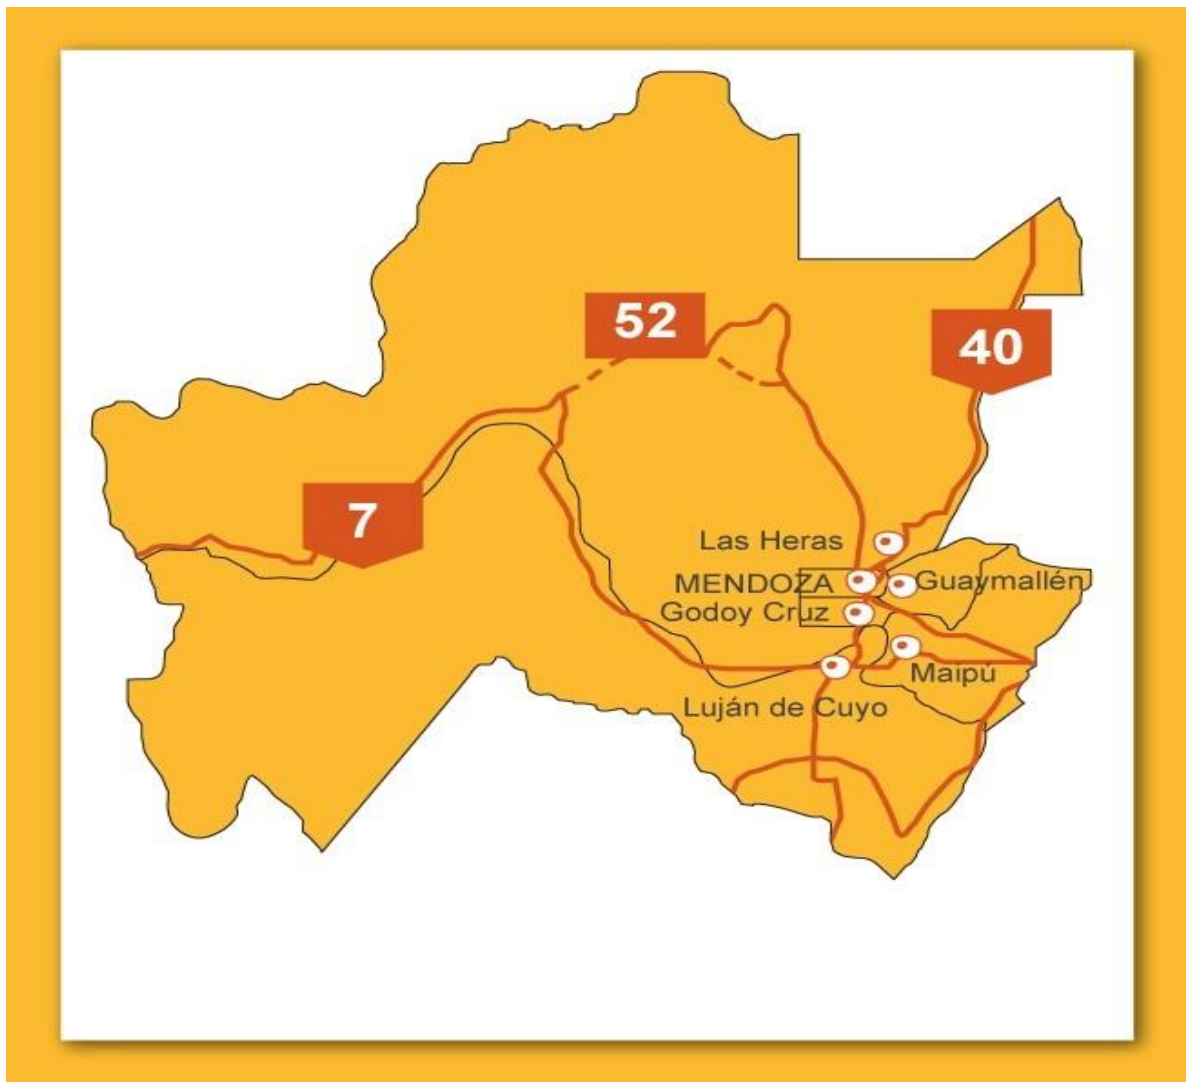 52
40
7
Las Heras
MENDOZA
Guaymallén
Godoy Cruz
Maipú
Luján de Cuyo